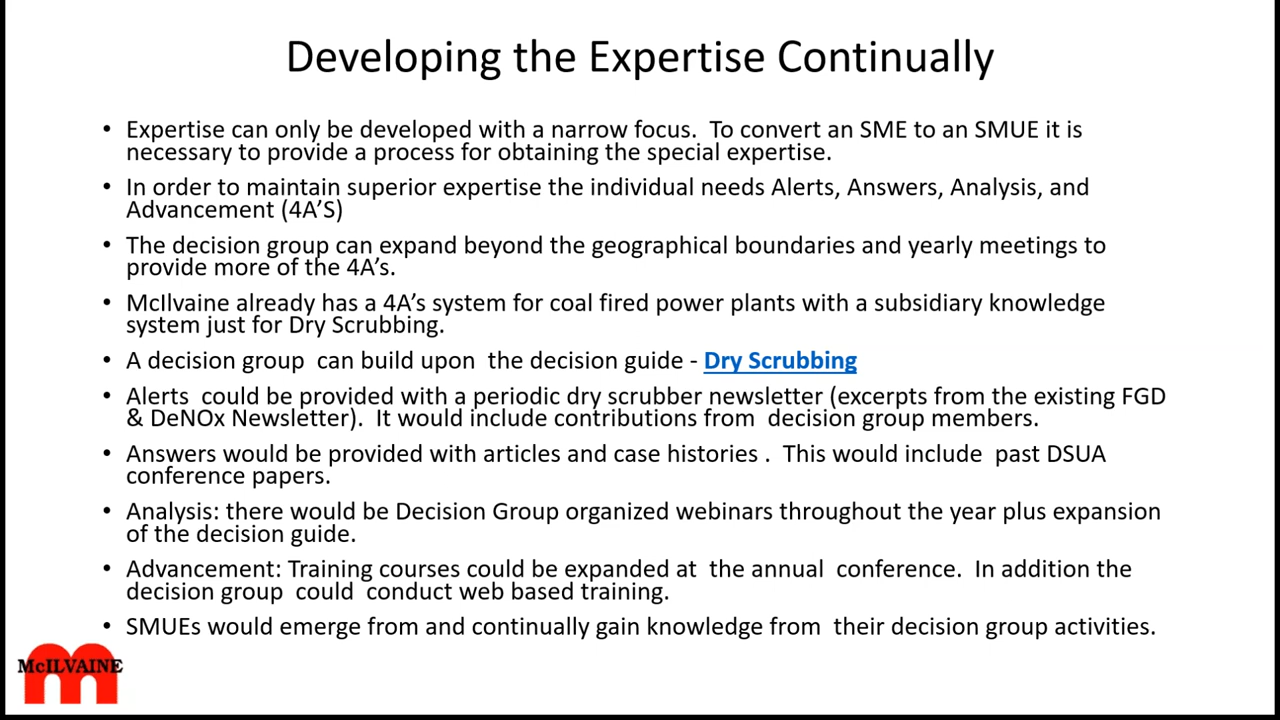 Developing the Expertise Continually
• Expertise can only be developed with a narrow focus.  To convert an SME to an SMUE it is
necessary to provide a process for obtaining the special expertise.
• In order to maintain superior expertise the individual needs Alerts, Answers, Analysis, and
Advancement (4A’S)
• The decision group can expand beyond the geographical boundaries and yearly meetings to
provide more of the 4A’s.
• McIlvaine already has a 4A’s system for coal fired power plants with a subsidiary knowledge
system just for Dry Scrubbing.
• A decision group  can build upon  the decision guide - Dry Scrubbing
• Alerts  could be provided with a periodic dry scrubber newsletter (excerpts from the existing FGD
& DeNOx Newsletter).  It would include contributions from  decision group members.
• Answers would be provided with articles and case histories .  This would include  past DSUA
conference papers.
• Analysis: there would be Decision Group organized webinars throughout the year plus expansion
of the decision guide.
• Advancement: Training courses could be expanded at  the annual  conference.  In addition the
decision group  could  conduct web based training.
• SMUEs would emerge from and continually gain knowledge from  their decision group activities.
McILVAINE